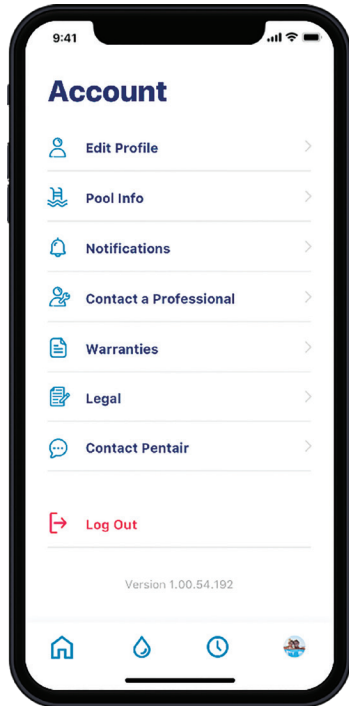 9:41
Account
Edit Profile
Pool Info
Notifications
Contact a Professional
Warranties
Legal
Contact Pentair
Log Out
Version 1.00.54.192